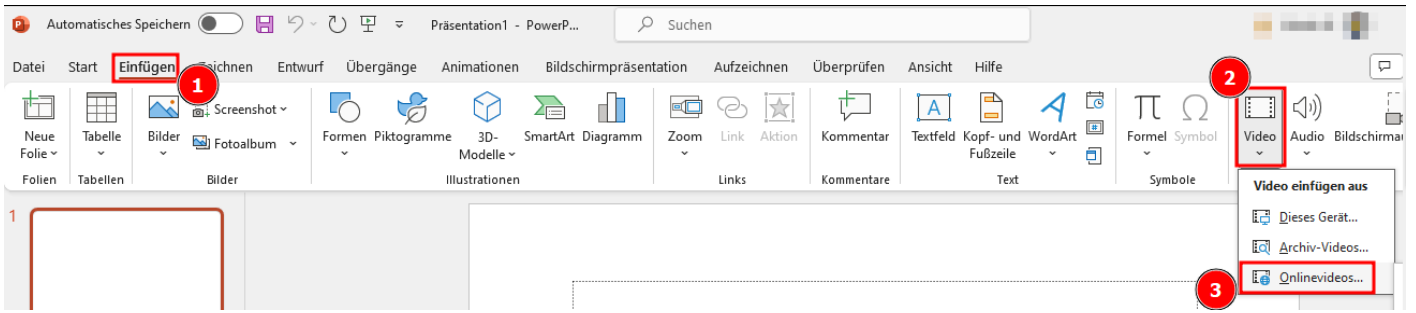 Automatisches Speichern
Präsentation1 - PowerP...
Suchen
Datei Start Einfügen Zeichnen Entwurf Übergänge Animationen Bildschirmpräsentation Aufzeichnen Überprüfen Ansicht Hilfe
1
2
Neue Folie
Tabelle
Bilder
Screenshot
Fotoalbum
Formen
Piktogramme
3D-Modelle
SmartArt
Diagramm
Zoom
Link
Aktion
Kommentar
Textfeld
Kopf- und Fußzeile
WordArt
Formel
Symbol
Video
Audio
Folien Tabellen Bilder Illustrationen Links Kommentare Text Symbole
Video einfügen aus
Dieses Gerät...
Archiv-Videos...
3
Onlinevideos...
1